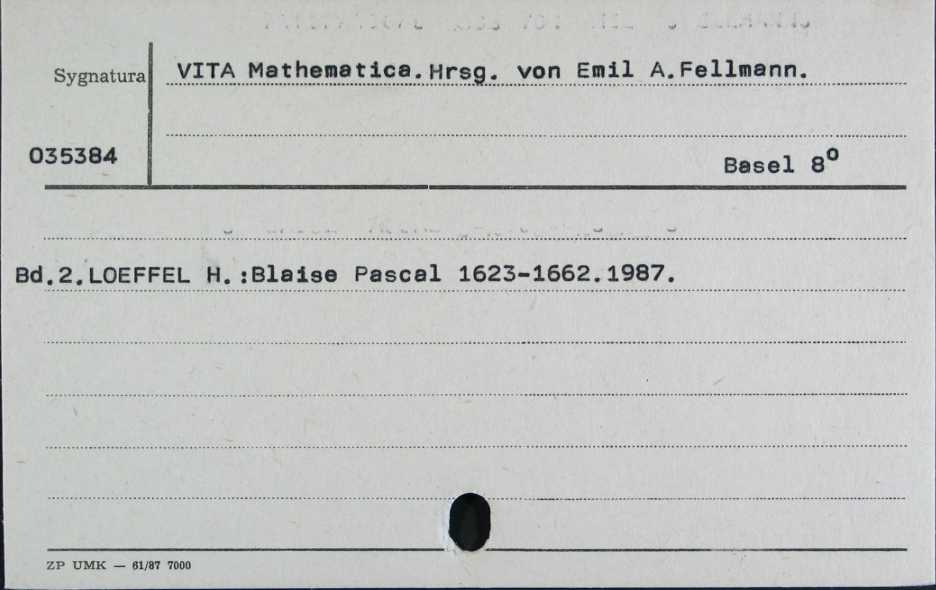 Sygnatura
VITA Mathematica.Hrsg. von Emil A.Fellmann.
035384
Basel 8º
Bd.2.LOEFFEL H.:Blaise Pascal 1623-1662.1987.
ZP UMK — 61/87 7000